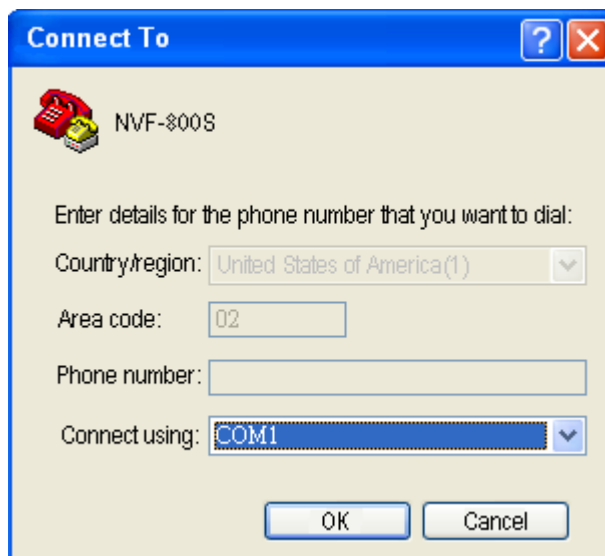 Connect To
NVF-800S
Enter details for the phone number that you want to dial:
Country/region: United States of America(1)
Area code: 02
Phone number:
Connect using: COM1
OK Cancel